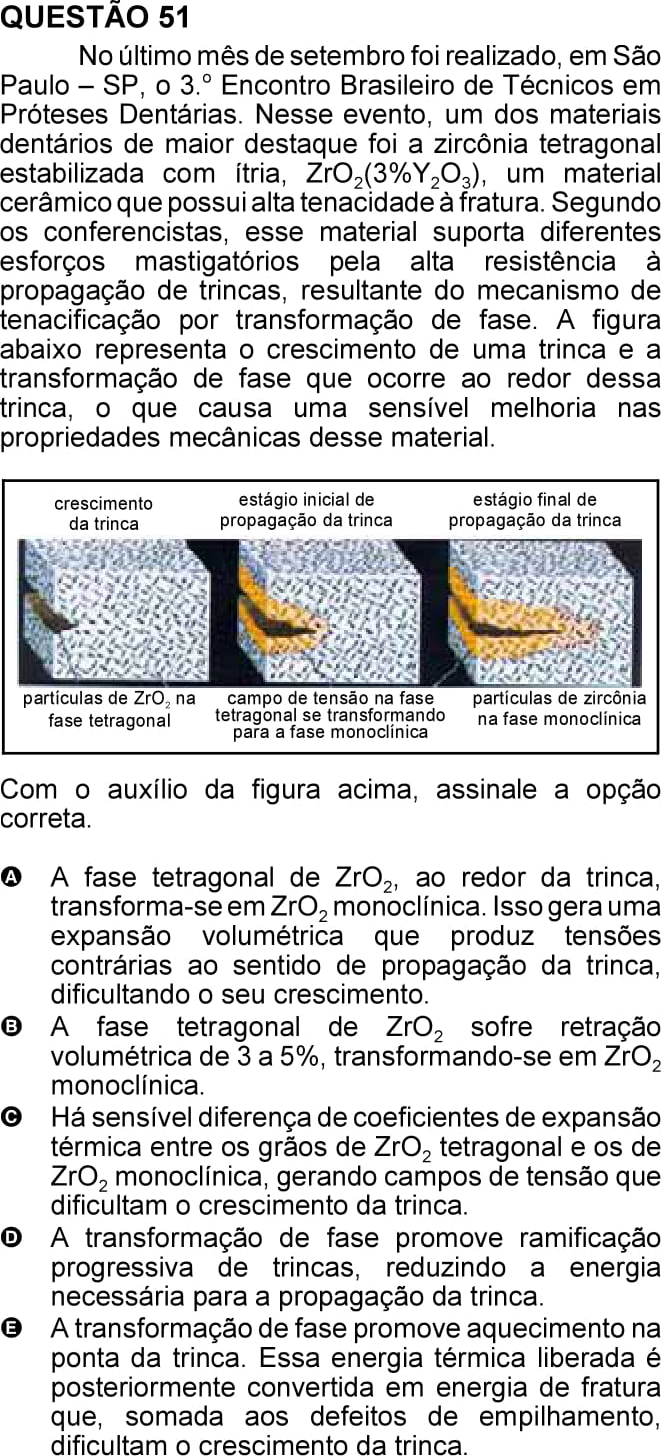 QUESTÃO 51
No último mês de setembro foi realizado, em São
Paulo – SP, o 3.º Encontro Brasileiro de Técnicos em
Próteses Dentárias. Nesse evento, um dos materiais
dentários de maior destaque foi a zircônia tetragonal
estabilizada com ítria, ZrO₂(3%Y₂O₃), um material
cerâmico que possui alta tenacidade à fratura. Segundo
os conferencistas, esse material suporta diferentes
esforços mastigatórios pela alta resistência à
propagação de trincas, resultante do mecanismo de
tenacificação por transformação de fase. A figura
abaixo representa o crescimento de uma trinca e a
transformação de fase que ocorre ao redor dessa
trinca, o que causa uma sensível melhoria nas
propriedades mecânicas desse material.
crescimento
da trinca
estágio inicial de
propagação da trinca
estágio final de
propagação da trinca
partículas de ZrO₂ na
fase tetragonal
campo de tensão na fase
tetragonal se transformando
para a fase monoclínica
partículas de zircônia
na fase monoclínica
Com o auxílio da figura acima, assinale a opção
correta.
A A fase tetragonal de ZrO₂, ao redor da trinca,
transforma-se em ZrO₂ monoclínica. Isso gera uma
expansão volumétrica que produz tensões
contrárias ao sentido de propagação da trinca,
dificultando o seu crescimento.
B A fase tetragonal de ZrO₂ sofre retração
volumétrica de 3 a 5%, transformando-se em ZrO₂
monoclínica.
C Há sensível diferença de coeficientes de expansão
térmica entre os grãos de ZrO₂ tetragonal e os de
ZrO₂ monoclínica, gerando campos de tensão que
dificultam o crescimento da trinca.
D A transformação de fase promove ramificação
progressiva de trincas, reduzindo a energia
necessária para a propagação da trinca.
E A transformação de fase promove aquecimento na
ponta da trinca. Essa energia térmica liberada é
posteriormente convertida em energia de fratura
que, somada aos defeitos de empilhamento,
dificultam o crescimento da trinca.